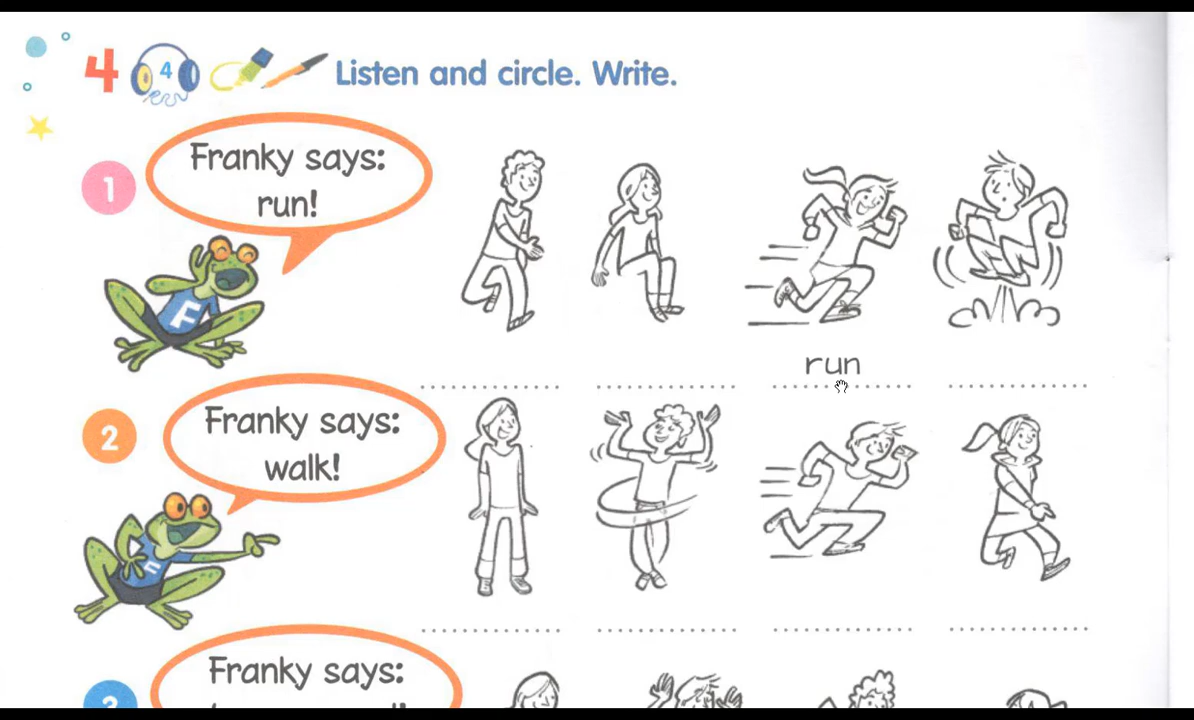 4 4 Listen and circle. Write.
1
Franky says:
run!
F
run
2
Franky says:
walk!
F
Franky says: